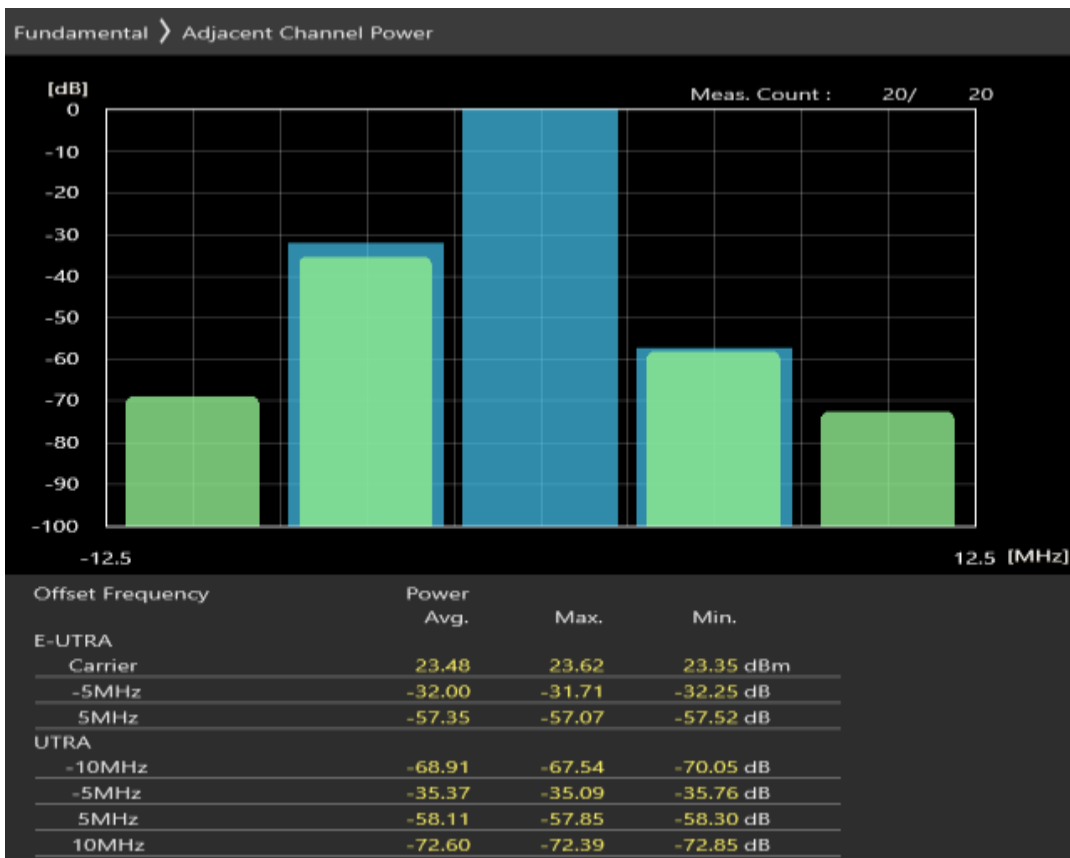 Fundamental ❯ Adjacent Channel Power
[dB]
Meas. Count : 20/ 20
0
-10
-20
-30
-40
-50
-60
-70
-80
-90
-100
-12.5 12.5 [MHz]
Offset Frequency Power
Avg. Max. Min.
E-UTRA
Carrier 23.48 23.62 23.35 dBm
-5MHz -32.00 -31.71 -32.25 dB
5MHz -57.35 -57.07 -57.52 dB
UTRA
-10MHz -68.91 -67.54 -70.05 dB
-5MHz -35.37 -35.09 -35.76 dB
5MHz -58.11 -57.85 -58.30 dB
10MHz -72.60 -72.39 -72.85 dB